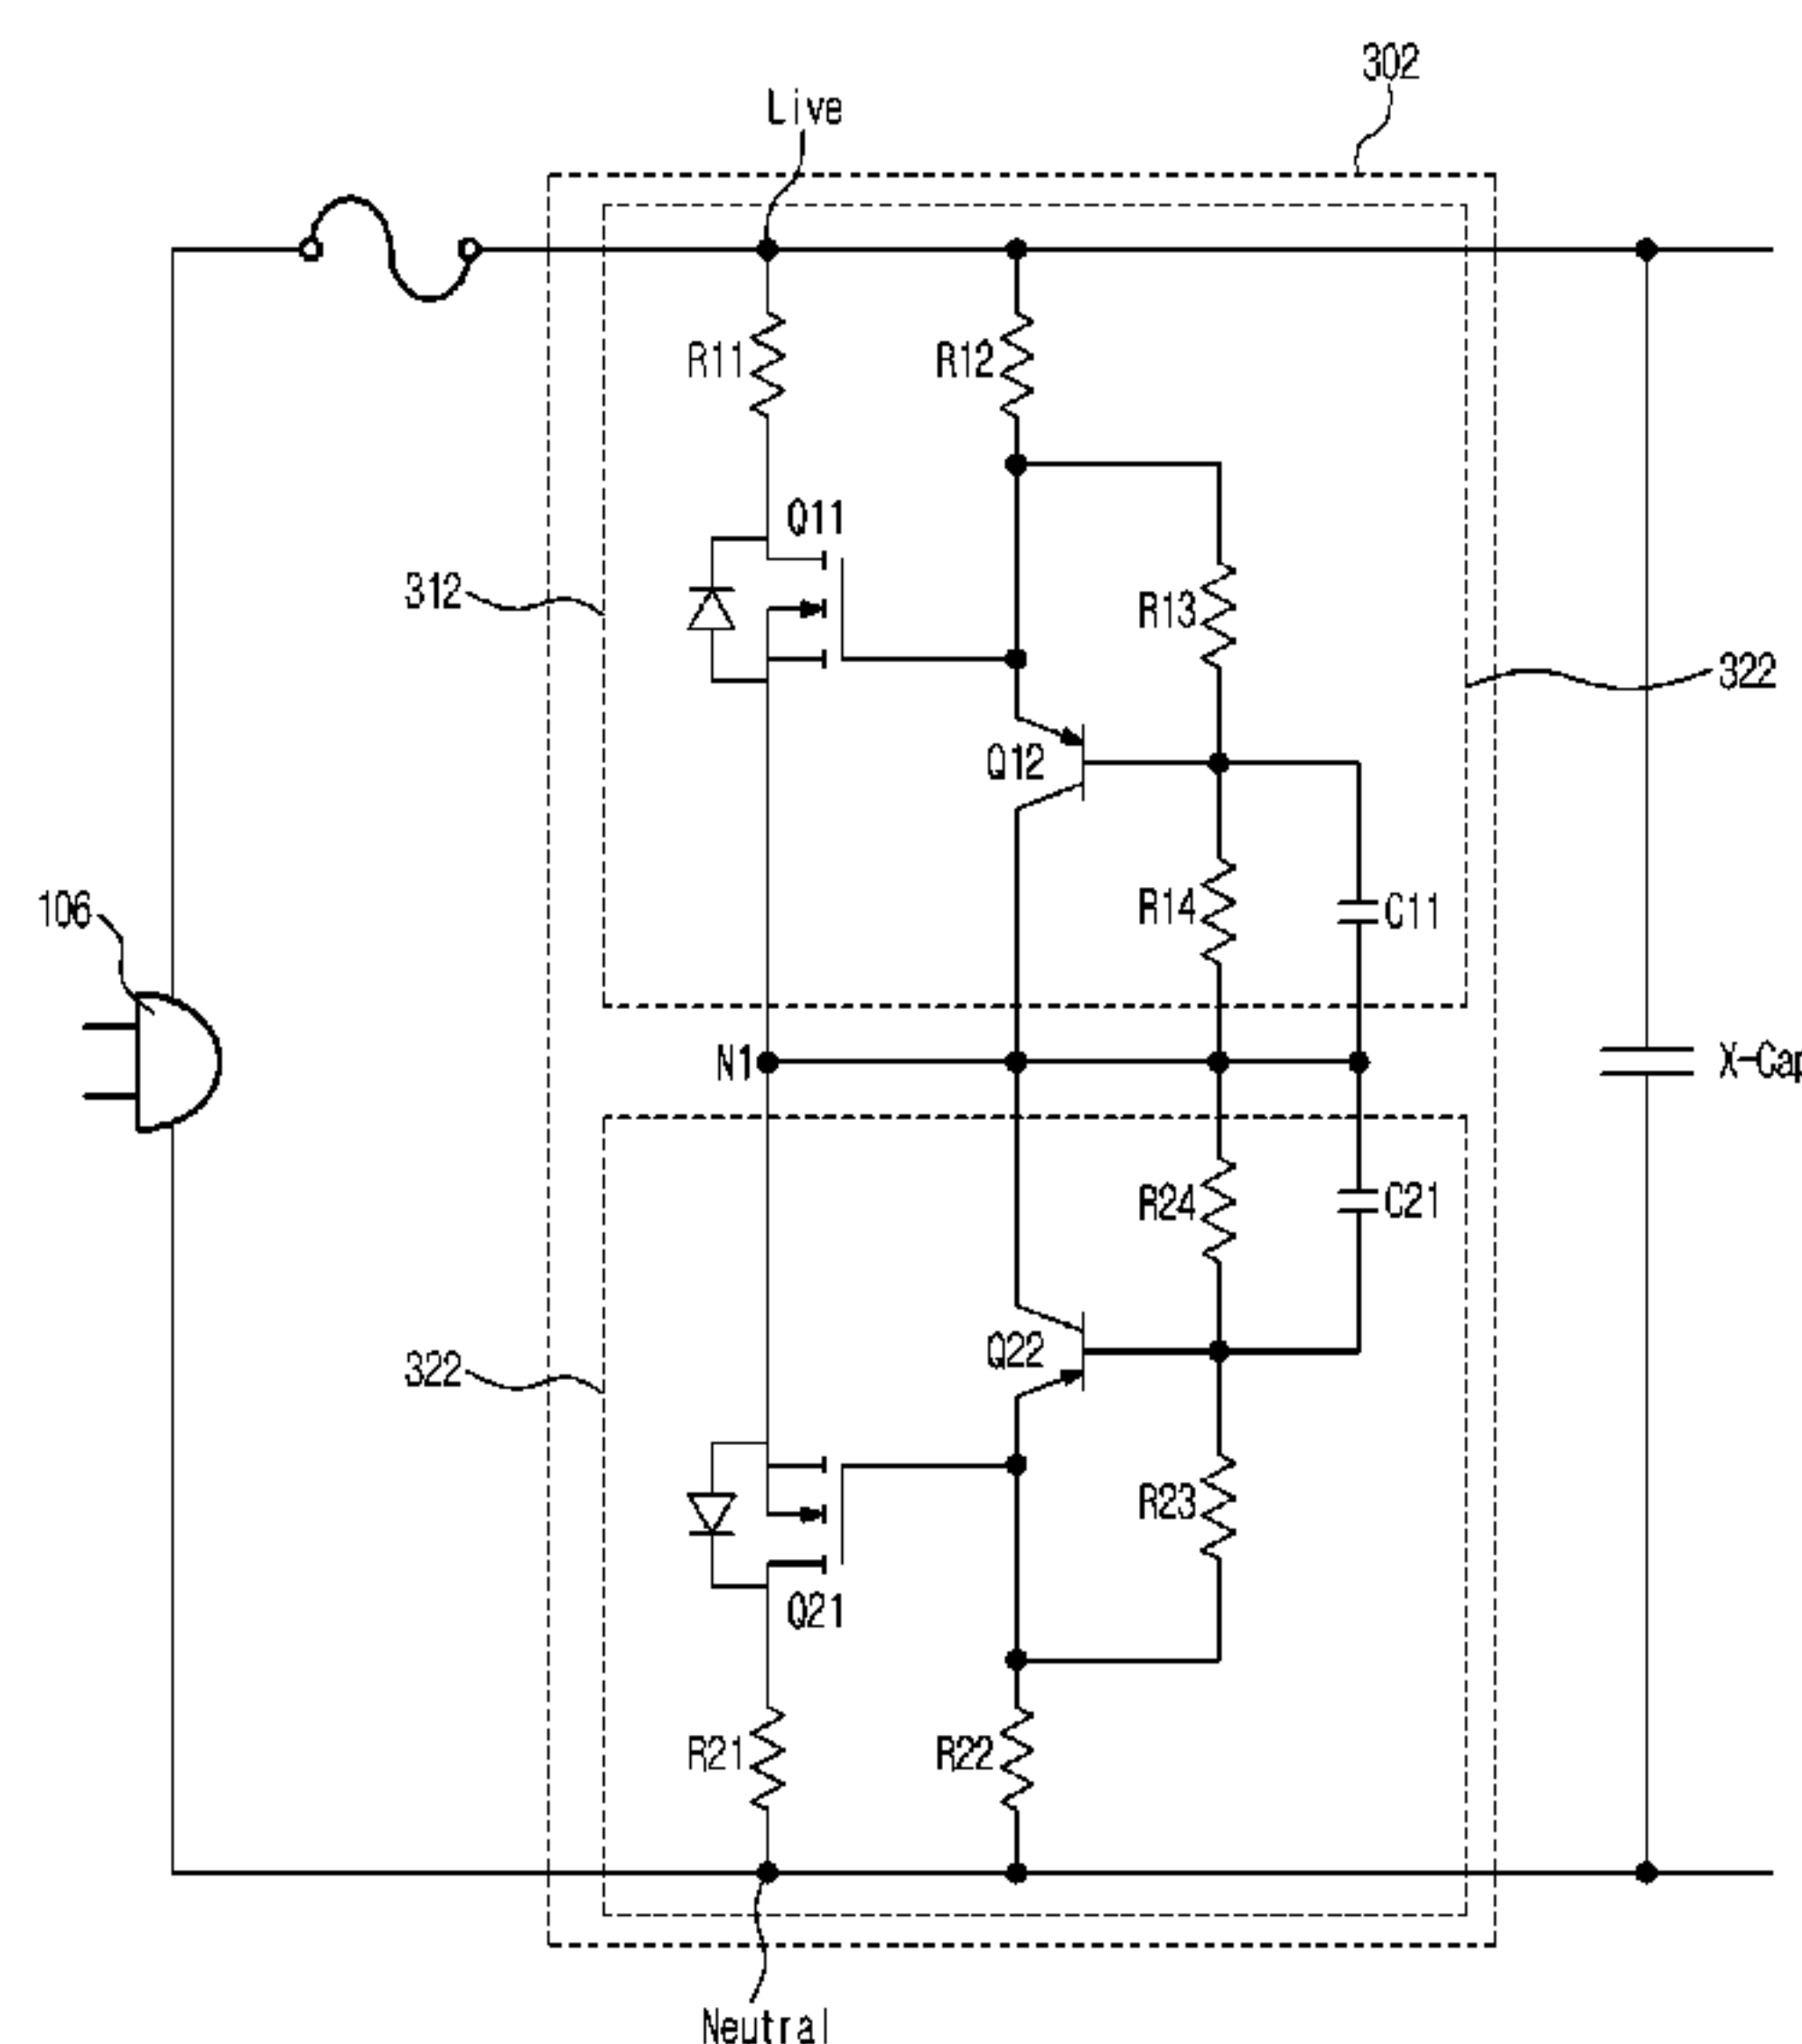 302
Live
R11
R12
Q11
312
R13
322
Q12
106
R14
C11
N1
X-Cap
R24
C21
Q22
322
R23
Q21
R21
R22
Neutral